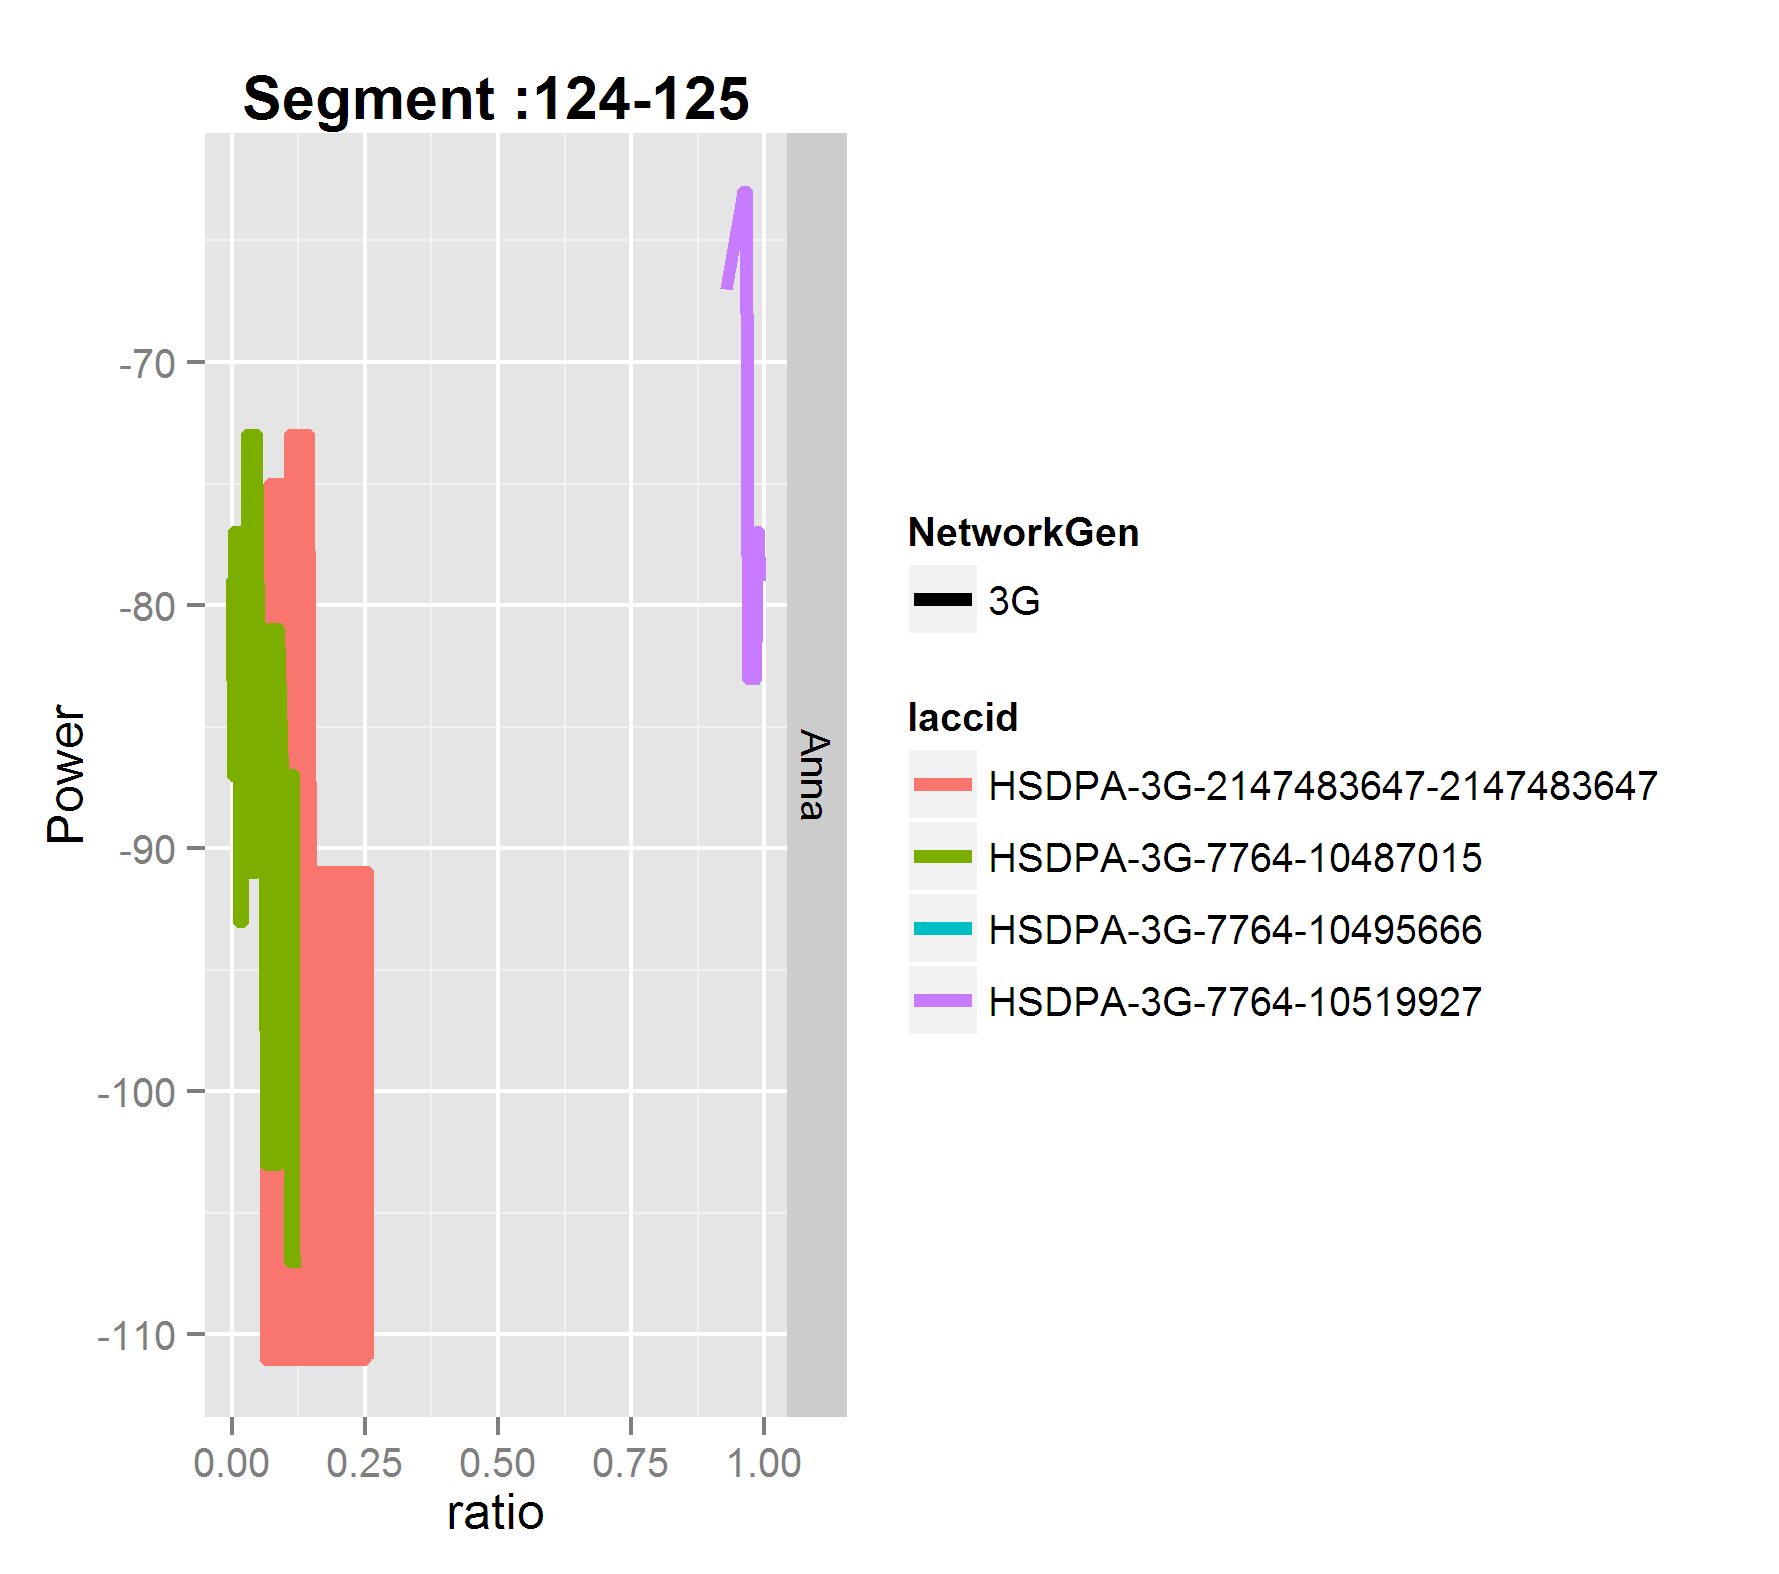 Segment :124-125
-70
-80
-90
-100
-110
Power
0.00 0.25 0.50 0.75 1.00
ratio
Anna
NetworkGen
3G
laccid
HSDPA-3G-2147483647-2147483647
HSDPA-3G-7764-10487015
HSDPA-3G-7764-10495666
HSDPA-3G-7764-10519927